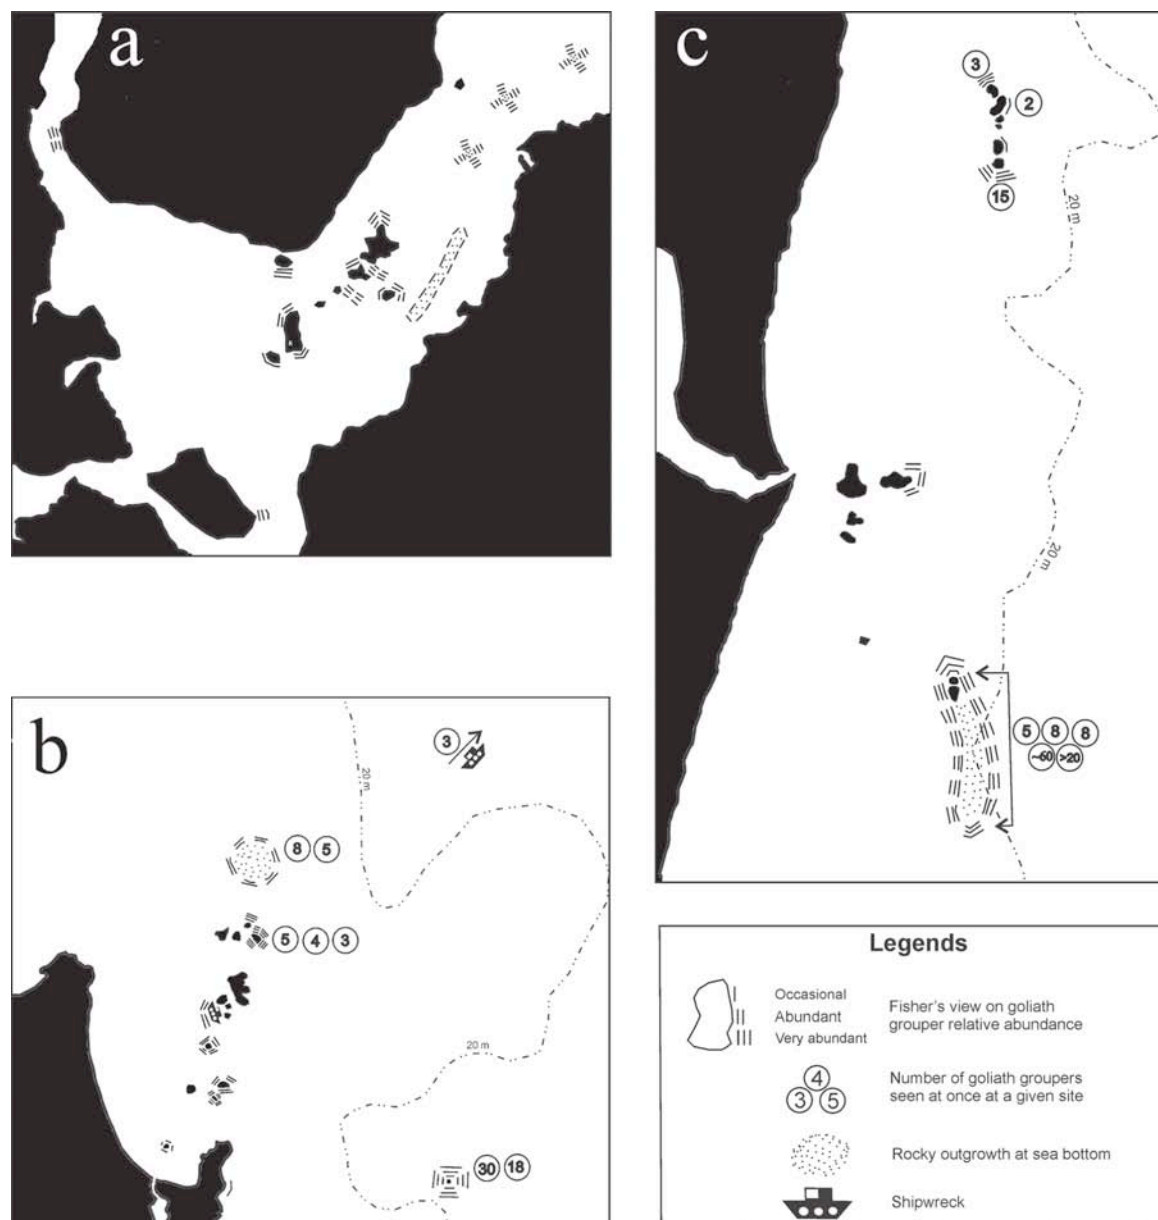 a
c
3
2
15
20 m
20 m
5 8 8
~60 >20
b
3
20 m
8 5
5 4 3
20 m
30 18
Legends
Occasional
Abundant
Very abundant
Fisher's view on goliath
grouper relative abundance
4
3 5
Number of goliath groupers
seen at once at a given site
Rocky outgrowth at sea bottom
Shipwreck